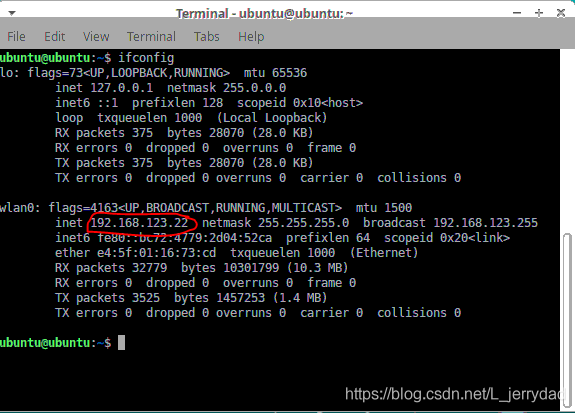 Terminal - ubuntu@ubuntu: ~
File Edit View Terminal Tabs Help
ubuntu@ubuntu:~$ ifconfig
lo: flags=73<UP,LOOPBACK,RUNNING> mtu 65536
inet 127.0.0.1 netmask 255.0.0.0
inet6 ::1 prefixlen 128 scopeid 0x10<host>
loop txqueuelen 1000 (Local Loopback)
RX packets 375 bytes 28070 (28.0 KB)
RX errors 0 dropped 0 overruns 0 frame 0
TX packets 375 bytes 28070 (28.0 KB)
TX errors 0 dropped 0 overruns 0 carrier 0 collisions 0
wlan0: flags=4163<UP,BROADCAST,RUNNING,MULTICAST> mtu 1500
inet 192.168.123.22 netmask 255.255.255.0 broadcast 192.168.123.255
inet6 fe80::bc72:4779:2d04:52ca prefixlen 64 scopeid 0x20<link>
ether e4:5f:01:16:73:cd txqueuelen 1000 (Ethernet)
RX packets 32779 bytes 10301799 (10.3 MB)
RX errors 0 dropped 0 overruns 0 frame 0
TX packets 3525 bytes 1457253 (1.4 MB)
TX errors 0 dropped 0 overruns 0 carrier 0 collisions 0
ubuntu@ubuntu:~$
https://blog.csdn.net/L_jerrydad